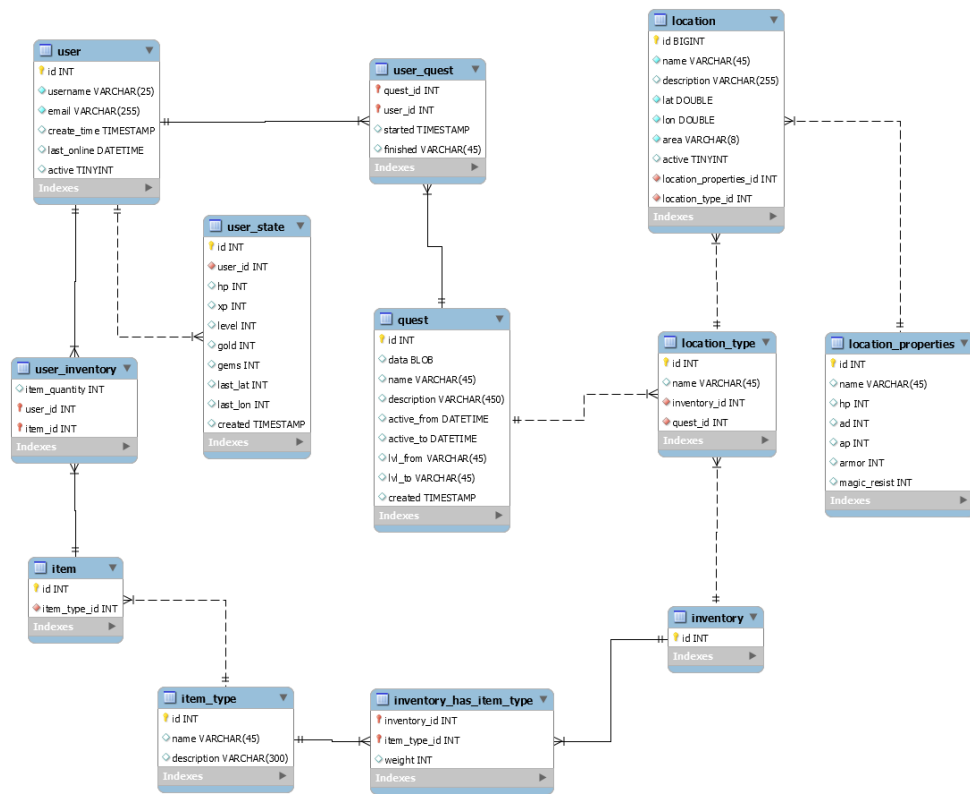 user
id INT
username VARCHAR(25)
email VARCHAR(255)
create_time TIMESTAMP
last_online DATETIME
active TINYINT
Indexes
user_quest
quest_id INT
user_id INT
started TIMESTAMP
finished VARCHAR(45)
Indexes
location
id BIGINT
name VARCHAR(45)
description VARCHAR(255)
lat DOUBLE
lon DOUBLE
area VARCHAR(8)
active TINYINT
location_properties_id INT
location_type_id INT
Indexes
user_state
id INT
user_id INT
hp INT
xp INT
level INT
gold INT
gems INT
last_lat INT
last_lon INT
created TIMESTAMP
Indexes
quest
id INT
data BLOB
name VARCHAR(45)
description VARCHAR(450)
active_from DATETIME
active_to DATETIME
lvl_from VARCHAR(45)
lvl_to VARCHAR(45)
created TIMESTAMP
Indexes
location_type
id INT
name VARCHAR(45)
inventory_id INT
quest_id INT
Indexes
location_properties
id INT
name VARCHAR(45)
hp INT
ad INT
ap INT
armor INT
magic_resist INT
Indexes
user_inventory
item_quantity INT
user_id INT
item_id INT
Indexes
item
id INT
item_type_id INT
Indexes
inventory
id INT
Indexes
item_type
id INT
name VARCHAR(45)
description VARCHAR(300)
Indexes
inventory_has_item_type
inventory_id INT
item_type_id INT
weight INT
Indexes